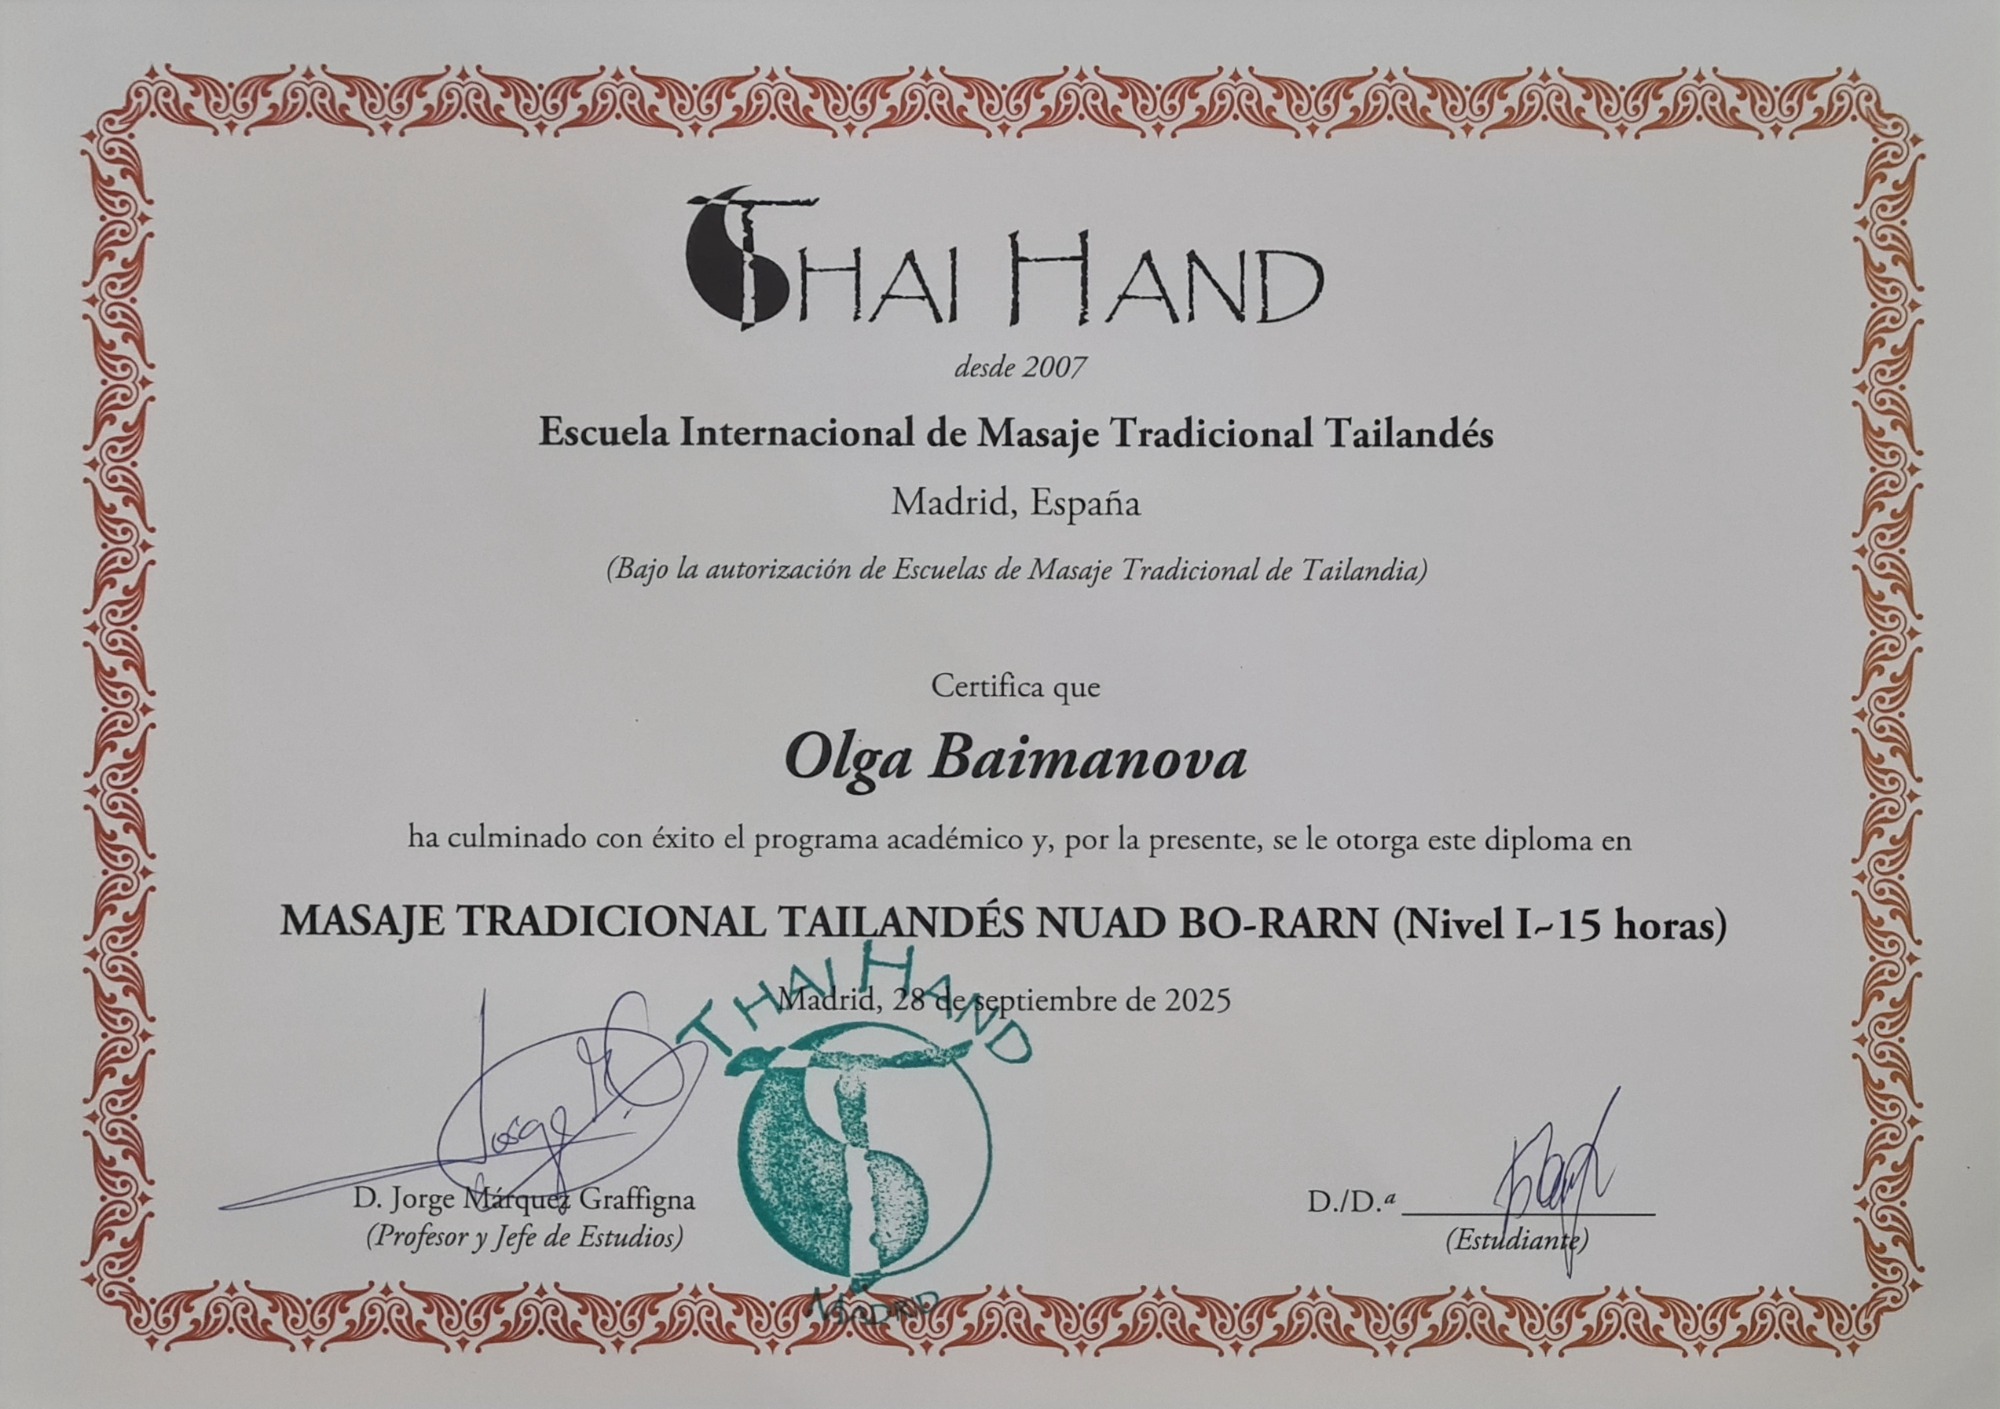 THAI HAND
desde 2007
Escuela Internacional de Masaje Tradicional Tailandés
Madrid, España
(Bajo la autorización de Escuelas de Masaje Tradicional de Tailandia)
Certifica que
Olga Baimanova
ha culminado con éxito el programa académico y, por la presente, se le otorga este diploma en
MASAJE TRADICIONAL TAILANDÉS NUAD BO-RARN (Nivel I~15 horas)
THAI HAND
Madrid, 28 de septiembre de 2025
Jorge M.
D. Jorge Márquez Graffigna
(Profesor y Jefe de Estudios)
D./D.ª
(Estudiante)
MADRID